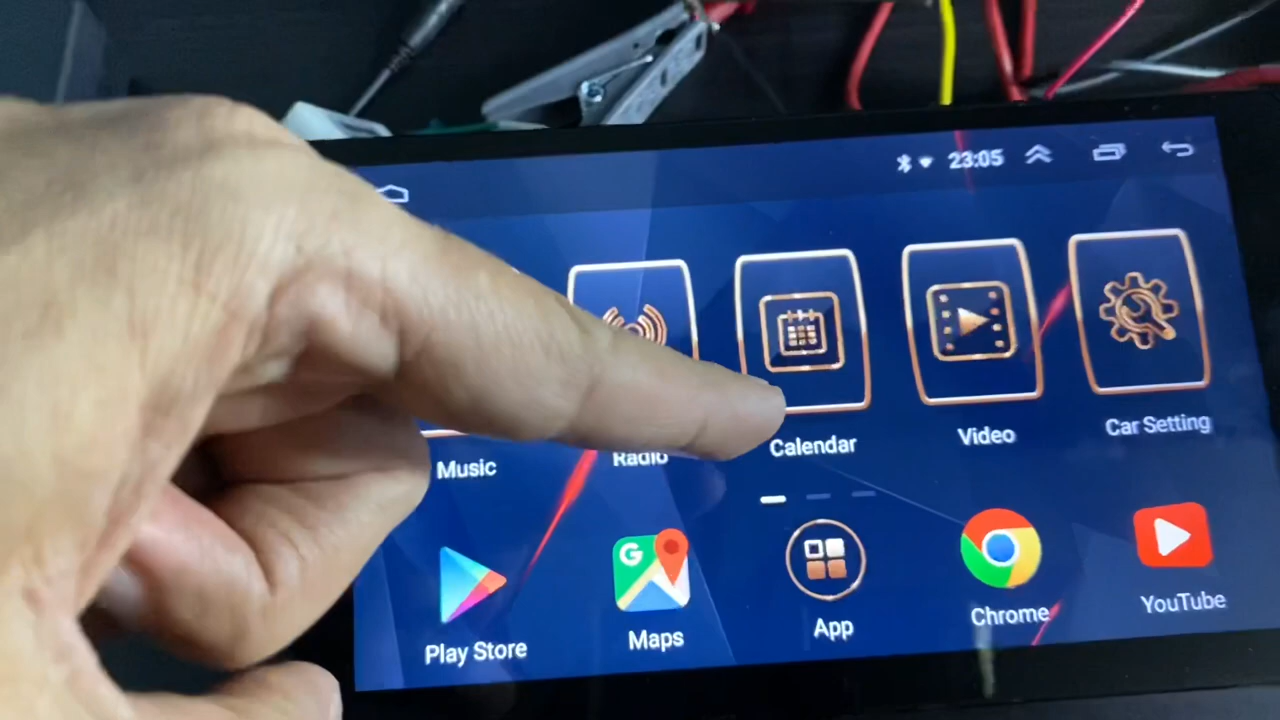 23:05
Music
Radio
Calendar
Video
Car Setting
G
Play Store
Maps
App
Chrome
YouTube